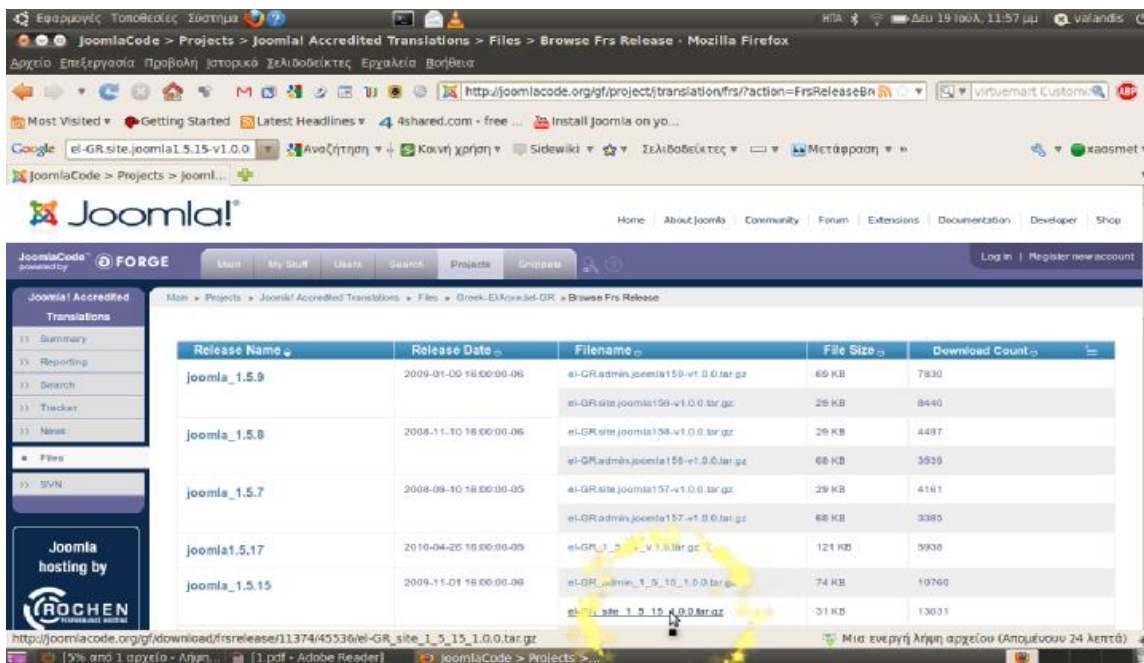 Εφαρμογές Τοποθεσίες Σύστημα
ΗΠΑ Δευ 19 Ιούλ, 11:57 μμ valandis
JoomlaCode > Projects > Joomla! Accredited Translations > Files > Browse Frs Release - Mozilla Firefox
Αρχείο Επεξεργασία Προβολή Ιστορικό Σελιδοδείκτες Εργαλεία Βοήθεια
http://joomlacode.org/gf/project/jtranslation/frs/?action=FrsReleaseBr virtuemart Customi ABP
Most Visited Getting Started Latest Headlines 4shared.com - free ... Install Joomla on yo...
Google el-GR.site.joomla1.5.15-v1.0.0 Αναζήτηση Κοινή χρήση Sidewiki Σελιδοδείκτες Μετάφραση » xaosmet
JoomlaCode > Projects > Jooml...
Joomla!
Home About Joomla Community Forum Extensions Documentation Developer Shop
JoomlaCode powered by FORGE
Main My Stuff Users Search Projects Snippets
Log in | Register new account
Joomla! Accredited Translations
Main » Projects » Joomla! Accredited Translations » Files » » Browse Frs Release
Summary
Reporting
Search
Tracker
News
Files
SVN
Release Name Release Date Filename File Size Download Count
joomla_1.5.9 2009-01-09 16:00:00-06 el-GR.admin.joomla159-v1.0.0.tar.gz 69 KB 7830
29 KB 8440
joomla_1.5.8 2008-11-10 16:00:00-06 el-GR.site.joomla158-v1.0.0.tar.gz 29 KB 4497
el-GR.admin.joomla158-v1.0.0.tar.gz 68 KB 3539
joomla_1.5.7 2008-09-10 16:00:00-05 el-GR.site.joomla157-v1.0.0.tar.gz 29 KB 4161
el-GR.admin.joomla157-v1.0.0.tar.gz 68 KB 3385
joomla1.5.17 2010-04-26 16:00:00-05 121 KB 5938
joomla_1.5.15 2009-11-01 16:00:00-06 el-GR_admin_1_5_15_1.0.0.tar.gz 74 KB 10760
el-GR_site_1_5_15_1.0.0.tar.gz 31 KB 13031
Joomla
hosting by
ROCHEN
http://joomlacode.org/gf/download/frsrelease/11374/45536/el-GR_site_1_5_15_1.0.0.tar.gz
Μια ενεργή λήψη αρχείου (Απομένουν 24 λεπτά)
[5% από 1 αρχείο - Λήψη... [1.pdf - Adobe Reader] JoomlaCode > Projects >...